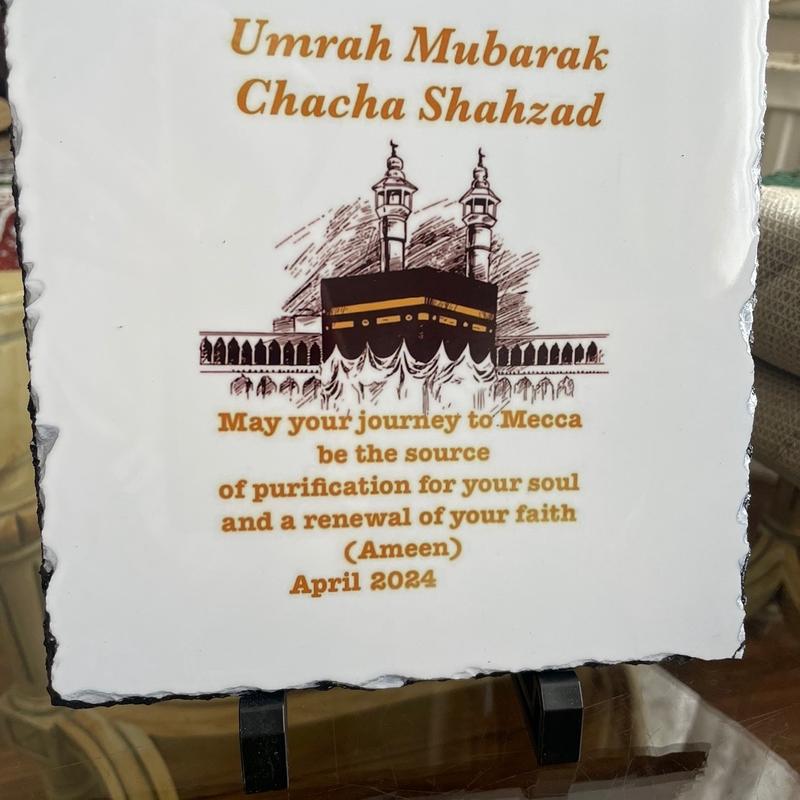 Umrah Mubarak
Chacha Shahzad
May your journey to Mecca
be the source
of purification for your soul
and a renewal of your faith
(Ameen)
April 2024